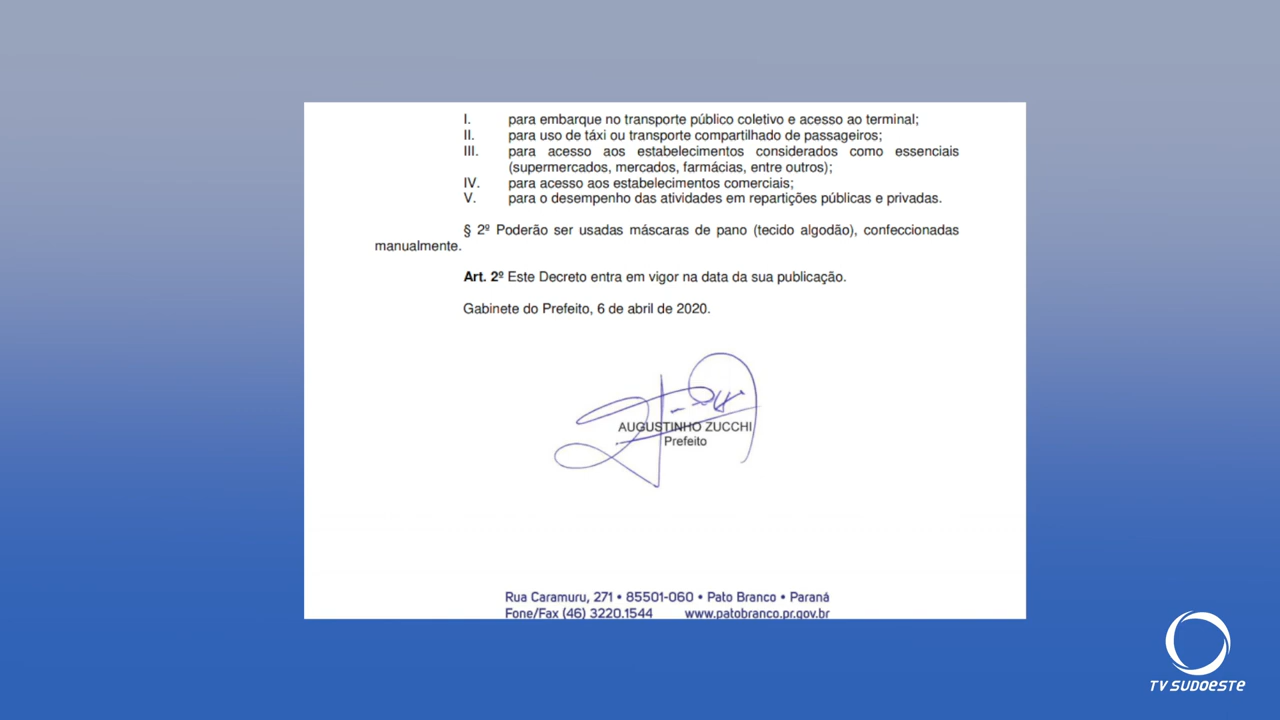 I. para embarque no transporte público coletivo e acesso ao terminal;
II. para uso de táxi ou transporte compartilhado de passageiros;
III. para acesso aos estabelecimentos considerados como essenciais
(supermercados, mercados, farmácias, entre outros);
IV. para acesso aos estabelecimentos comerciais;
V. para o desempenho das atividades em repartições públicas e privadas.
§ 2º Poderão ser usadas máscaras de pano (tecido algodão), confeccionadas
manualmente.
Art. 2º Este Decreto entra em vigor na data da sua publicação.
Gabinete do Prefeito, 6 de abril de 2020.
AUGUSTINHO ZUCCHI
Prefeito
Rua Caramuru, 271 • 85501-060 • Pato Branco • Paraná
Fone/Fax (46) 3220.1544 www.patobranco.pr.gov.br
TV SUDOESTE